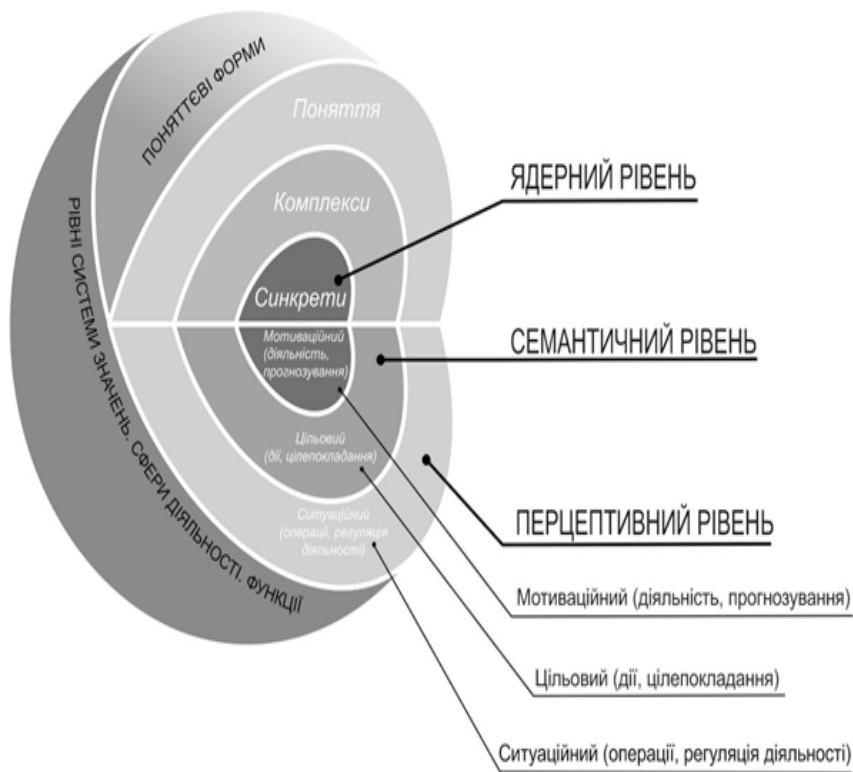 ПОНЯТТЄВІ ФОРМИ
Поняття
Комплекси
Синкрети
ЯДЕРНИЙ РІВЕНЬ
РІВНІ СИСТЕМИ ЗНАЧЕНЬ. СФЕРИ ДІЯЛЬНОСТІ. ФУНКЦІЇ
Мотиваційний
(діяльність,
прогнозування)
СЕМАНТИЧНИЙ РІВЕНЬ
Цільовий
(дії, цілепокладання)
Ситуаційний
(операції, регуляція
діяльності)
ПЕРЦЕПТИВНИЙ РІВЕНЬ
Мотиваційний (діяльність, прогнозування)
Цільовий (дії, цілепокладання)
Ситуаційний (операції, регуляція діяльності)